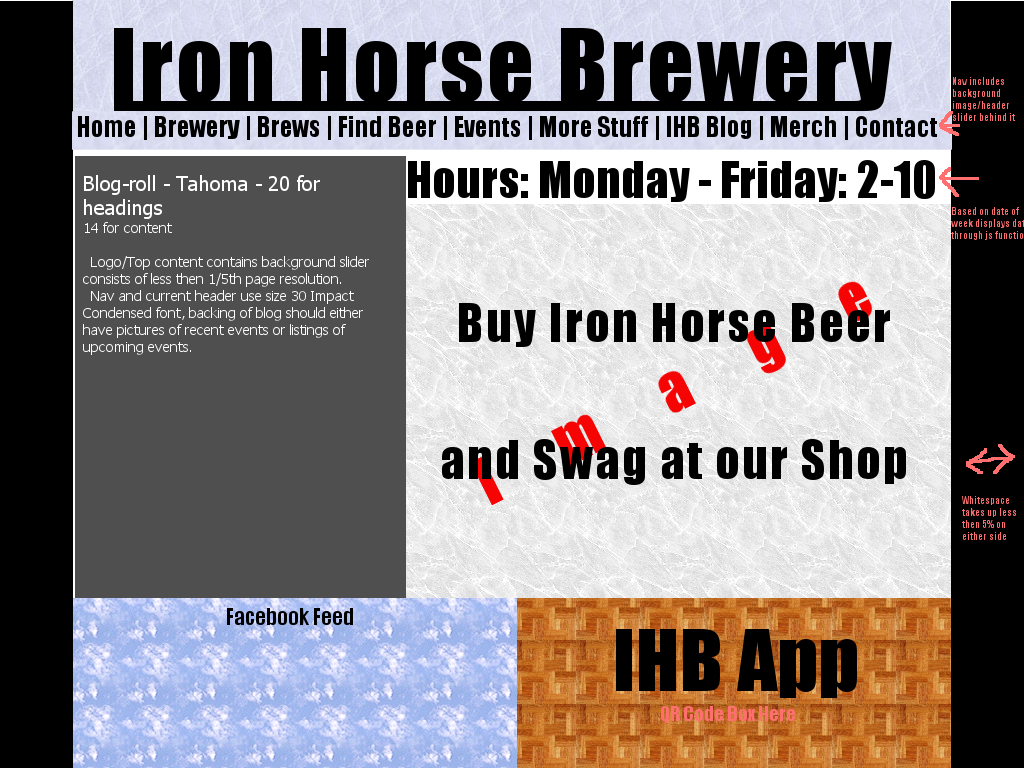 Iron Horse Brewery
Home | Brewery | Brews | Find Beer | Events | More Stuff | IHB Blog | Merch | Contact
Nav includes
background
image/header
slider behind it
Hours: Monday - Friday: 2-10
Based on date of
week displays dat
through js functio
Blog-roll - Tahoma - 20 for
headings
14 for content
Logo/Top content contains background slider
consists of less then 1/5th page resolution.
Nav and current header use size 30 Impact
Condensed font, backing of blog should either
have pictures of recent events or listings of
upcoming events.
Buy Iron Horse Beer
and Swag at our Shop
Image
Whitespace
takes up less
then 5% on
either side
Facebook Feed
IHB App
QR Code Box Here